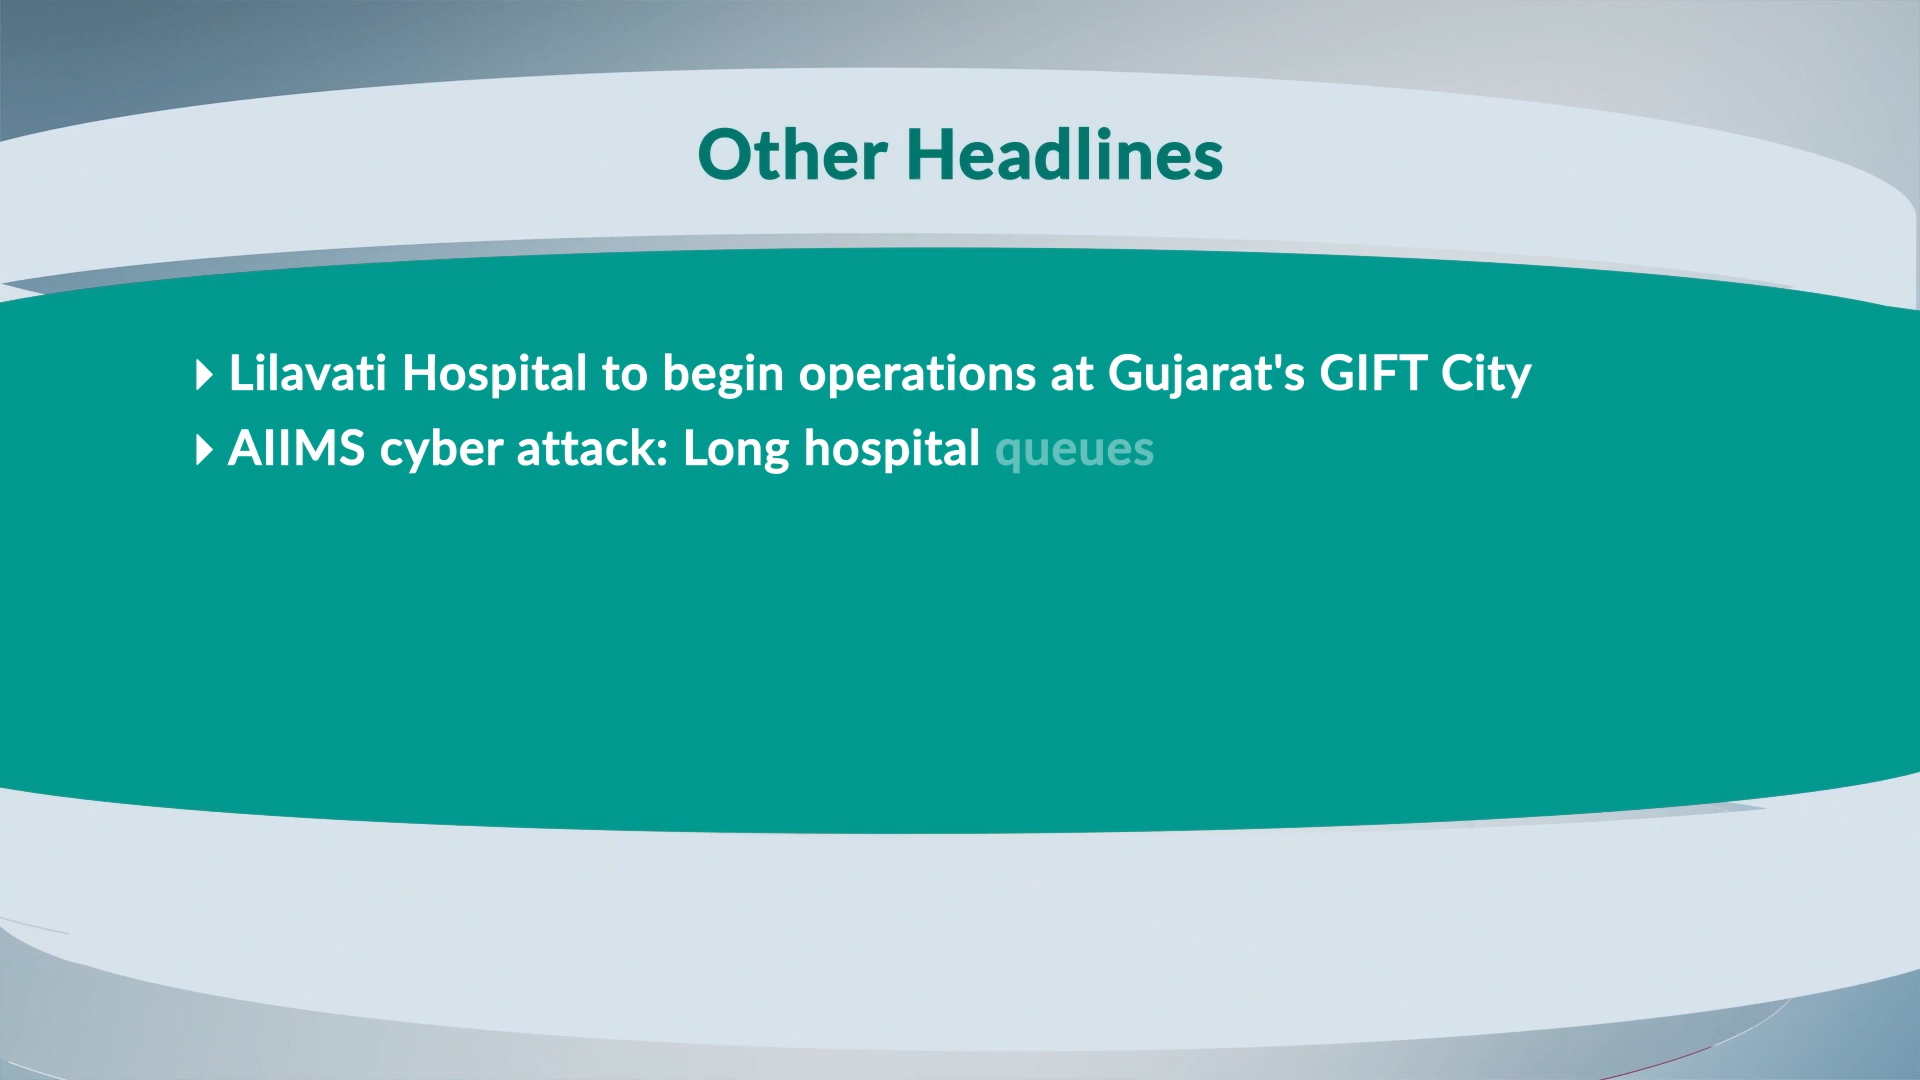 Other Headlines
Lilavati Hospital to begin operations at Gujarat's GIFT City
AIIMS cyber attack: Long hospital queues